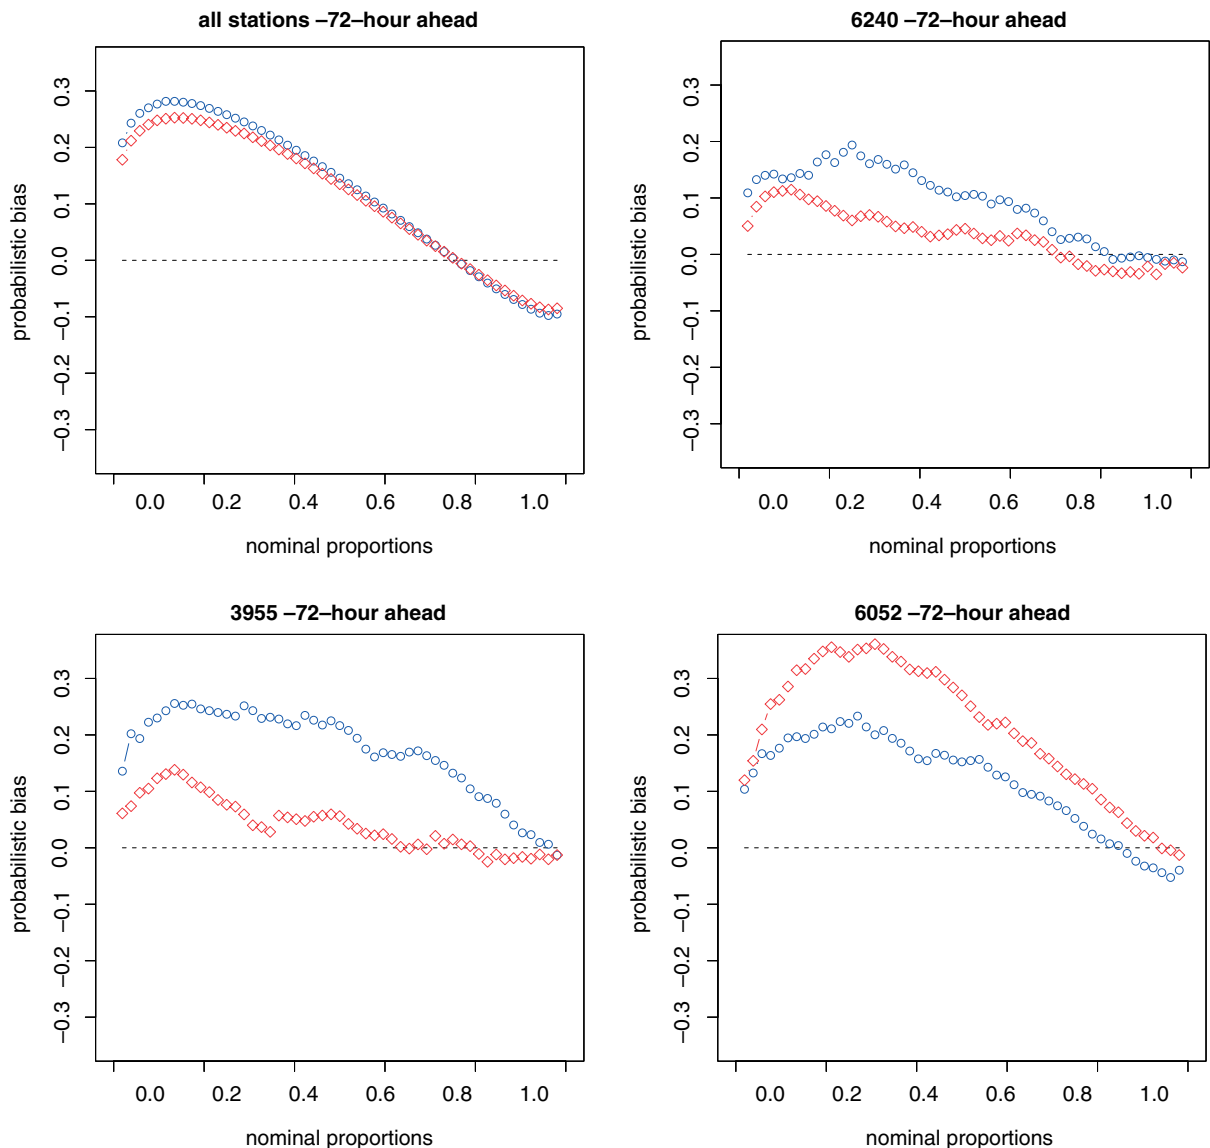 all stations –72–hour ahead
probabilistic bias
0.3
0.2
0.1
0.0
–0.1
–0.2
–0.3
0.0 0.2 0.4 0.6 0.8 1.0
nominal proportions
6240 –72–hour ahead
probabilistic bias
0.3
0.2
0.1
0.0
–0.1
–0.2
–0.3
0.0 0.2 0.4 0.6 0.8 1.0
nominal proportions
3955 –72–hour ahead
probabilistic bias
0.3
0.2
0.1
0.0
–0.1
–0.2
–0.3
0.0 0.2 0.4 0.6 0.8 1.0
nominal proportions
6052 –72–hour ahead
probabilistic bias
0.3
0.2
0.1
0.0
–0.1
–0.2
–0.3
0.0 0.2 0.4 0.6 0.8 1.0
nominal proportions